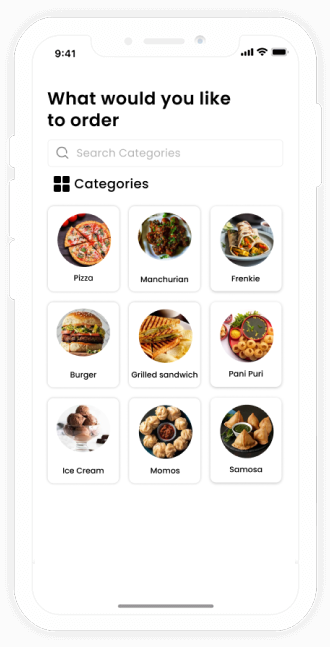 9:41
What would you like
to order
Search Categories
Categories
Pizza
Manchurian
Frenkie
Burger
Grilled sandwich
Pani Puri
Ice Cream
Momos
Samosa